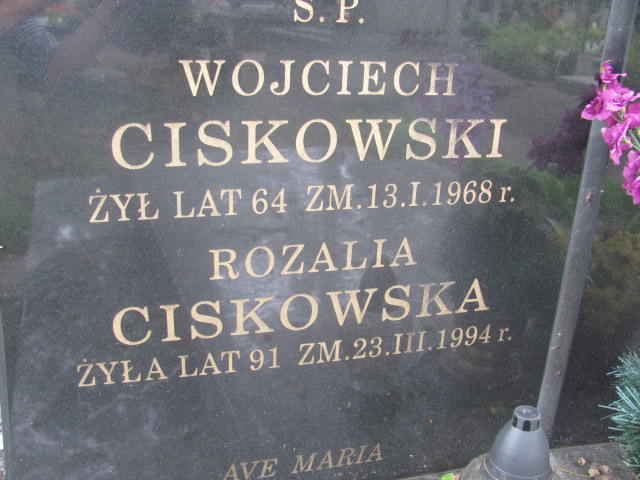 Ś.P.
WOJCIECH
CISKOWSKI
ŻYŁ LAT 64 ZM.13.I.1968 r.
ROZALIA
CISKOWSKA
ŻYŁA LAT 91 ZM.23.III.1994 r.
AVE MARIA